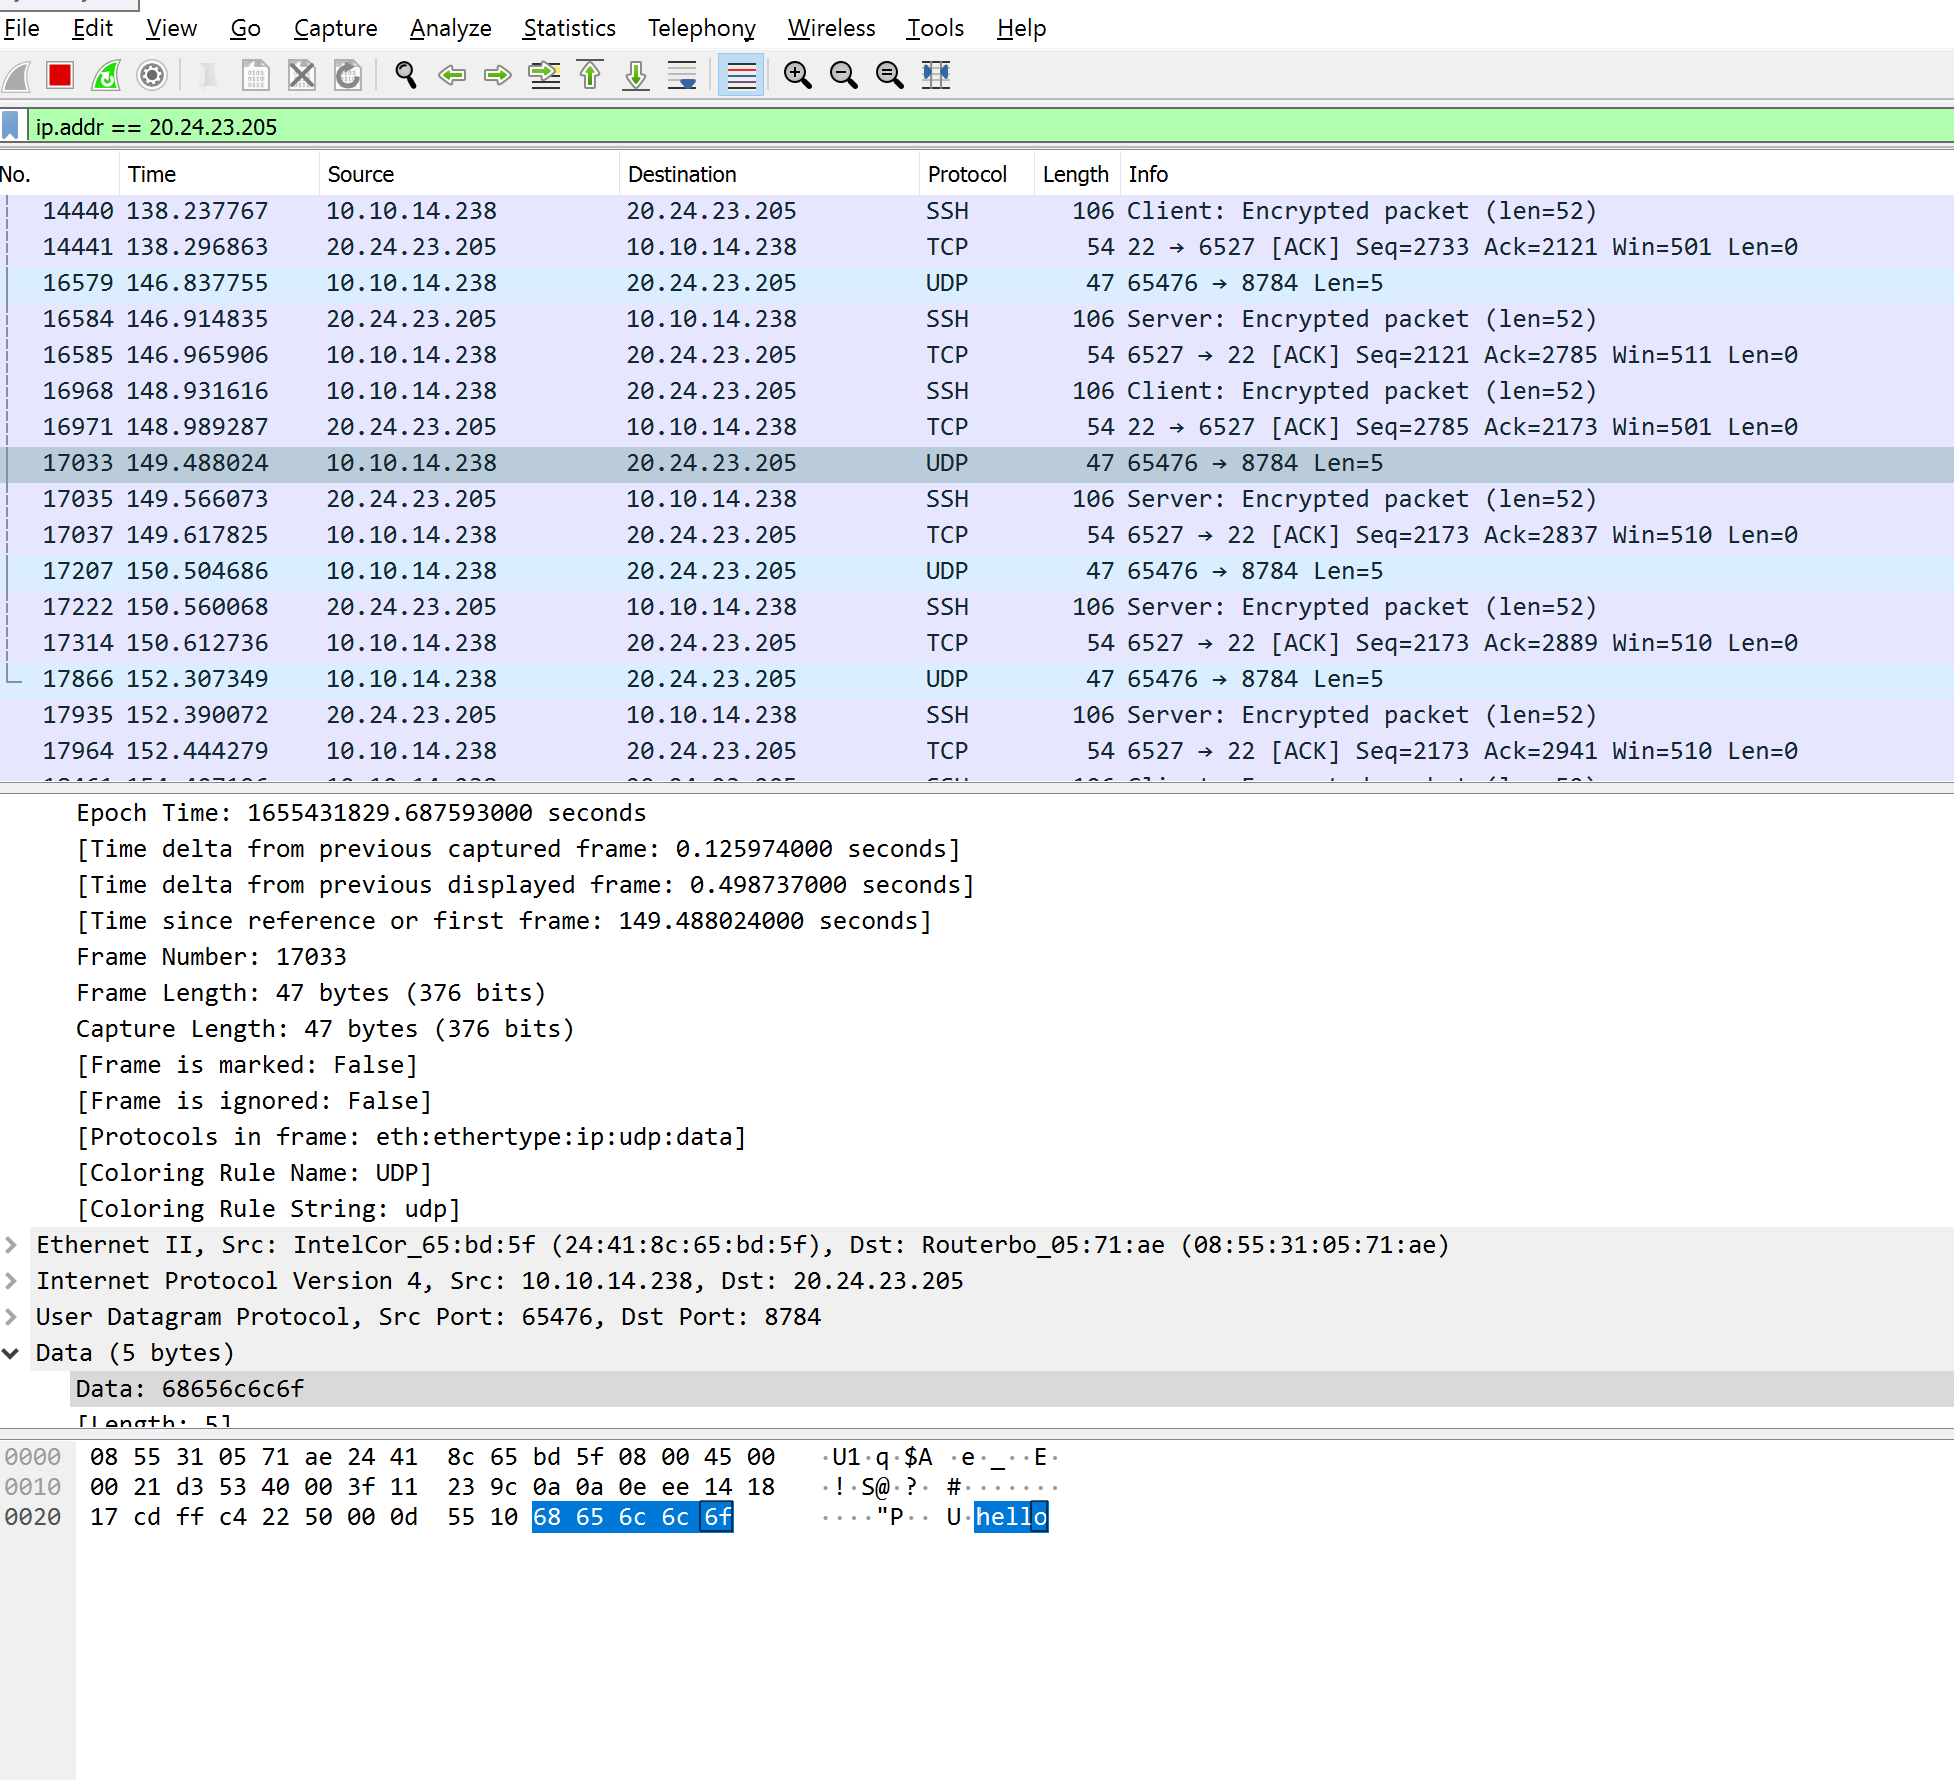 File Edit View Go Capture Analyze Statistics Telephony Wireless Tools Help
ip.addr == 20.24.23.205
No. Time Source Destination Protocol Length Info
14440 138.237767 10.10.14.238 20.24.23.205 SSH 106 Client: Encrypted packet (len=52)
14441 138.296863 20.24.23.205 10.10.14.238 TCP 54 22 → 6527 [ACK] Seq=2733 Ack=2121 Win=501 Len=0
16579 146.837755 10.10.14.238 20.24.23.205 UDP 47 65476 → 8784 Len=5
16584 146.914835 20.24.23.205 10.10.14.238 SSH 106 Server: Encrypted packet (len=52)
16585 146.965906 10.10.14.238 20.24.23.205 TCP 54 6527 → 22 [ACK] Seq=2121 Ack=2785 Win=511 Len=0
16968 148.931616 10.10.14.238 20.24.23.205 SSH 106 Client: Encrypted packet (len=52)
16971 148.989287 20.24.23.205 10.10.14.238 TCP 54 22 → 6527 [ACK] Seq=2785 Ack=2173 Win=501 Len=0
17033 149.488024 10.10.14.238 20.24.23.205 UDP 47 65476 → 8784 Len=5
17035 149.566073 20.24.23.205 10.10.14.238 SSH 106 Server: Encrypted packet (len=52)
17037 149.617825 10.10.14.238 20.24.23.205 TCP 54 6527 → 22 [ACK] Seq=2173 Ack=2837 Win=510 Len=0
17207 150.504686 10.10.14.238 20.24.23.205 UDP 47 65476 → 8784 Len=5
17222 150.560068 20.24.23.205 10.10.14.238 SSH 106 Server: Encrypted packet (len=52)
17314 150.612736 10.10.14.238 20.24.23.205 TCP 54 6527 → 22 [ACK] Seq=2173 Ack=2889 Win=510 Len=0
17866 152.307349 10.10.14.238 20.24.23.205 UDP 47 65476 → 8784 Len=5
17935 152.390072 20.24.23.205 10.10.14.238 SSH 106 Server: Encrypted packet (len=52)
17964 152.444279 10.10.14.238 20.24.23.205 TCP 54 6527 → 22 [ACK] Seq=2173 Ack=2941 Win=510 Len=0
Epoch Time: 1655431829.687593000 seconds
[Time delta from previous captured frame: 0.125974000 seconds]
[Time delta from previous displayed frame: 0.498737000 seconds]
[Time since reference or first frame: 149.488024000 seconds]
Frame Number: 17033
Frame Length: 47 bytes (376 bits)
Capture Length: 47 bytes (376 bits)
[Frame is marked: False]
[Frame is ignored: False]
[Protocols in frame: eth:ethertype:ip:udp:data]
[Coloring Rule Name: UDP]
[Coloring Rule String: udp]
Ethernet II, Src: IntelCor_65:bd:5f (24:41:8c:65:bd:5f), Dst: Routerbo_05:71:ae (08:55:31:05:71:ae)
Internet Protocol Version 4, Src: 10.10.14.238, Dst: 20.24.23.205
User Datagram Protocol, Src Port: 65476, Dst Port: 8784
Data (5 bytes)
Data: 68656c6c6f
[Length: 5]
0000 08 55 31 05 71 ae 24 41 8c 65 bd 5f 08 00 45 00 ·U1·q·$A ·e·_··E·
0010 00 21 d3 53 40 00 3f 11 23 9c 0a 0a 0e ee 14 18 ·!·S@·?· #·······
0020 17 cd ff c4 22 50 00 0d 55 10 68 65 6c 6c 6f ····"P·· U·hello